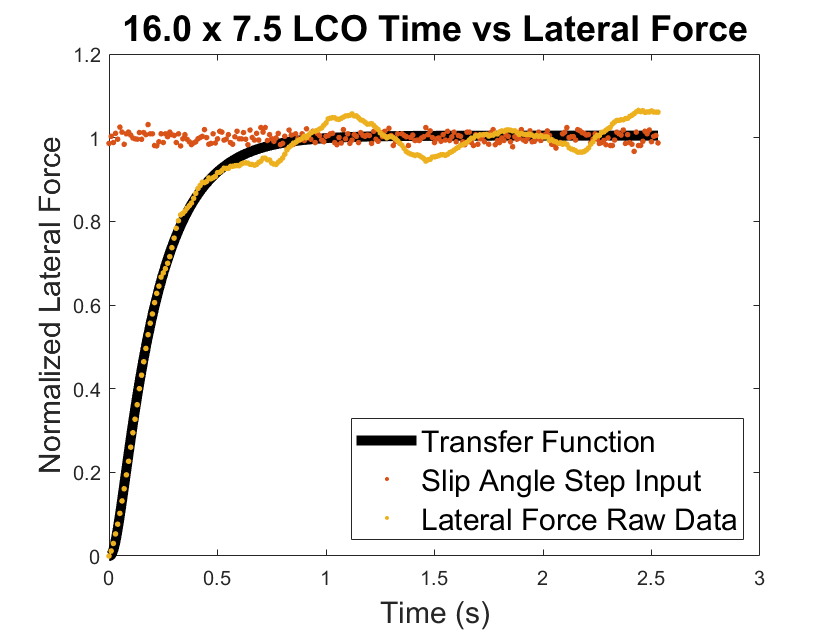 16.0 x 7.5 LCO Time vs Lateral Force
Normalized Lateral Force
1.2
1
0.8
0.6
0.4
0.2
0
Transfer Function
Slip Angle Step Input
Lateral Force Raw Data
0 0.5 1 1.5 2 2.5 3
Time (s)